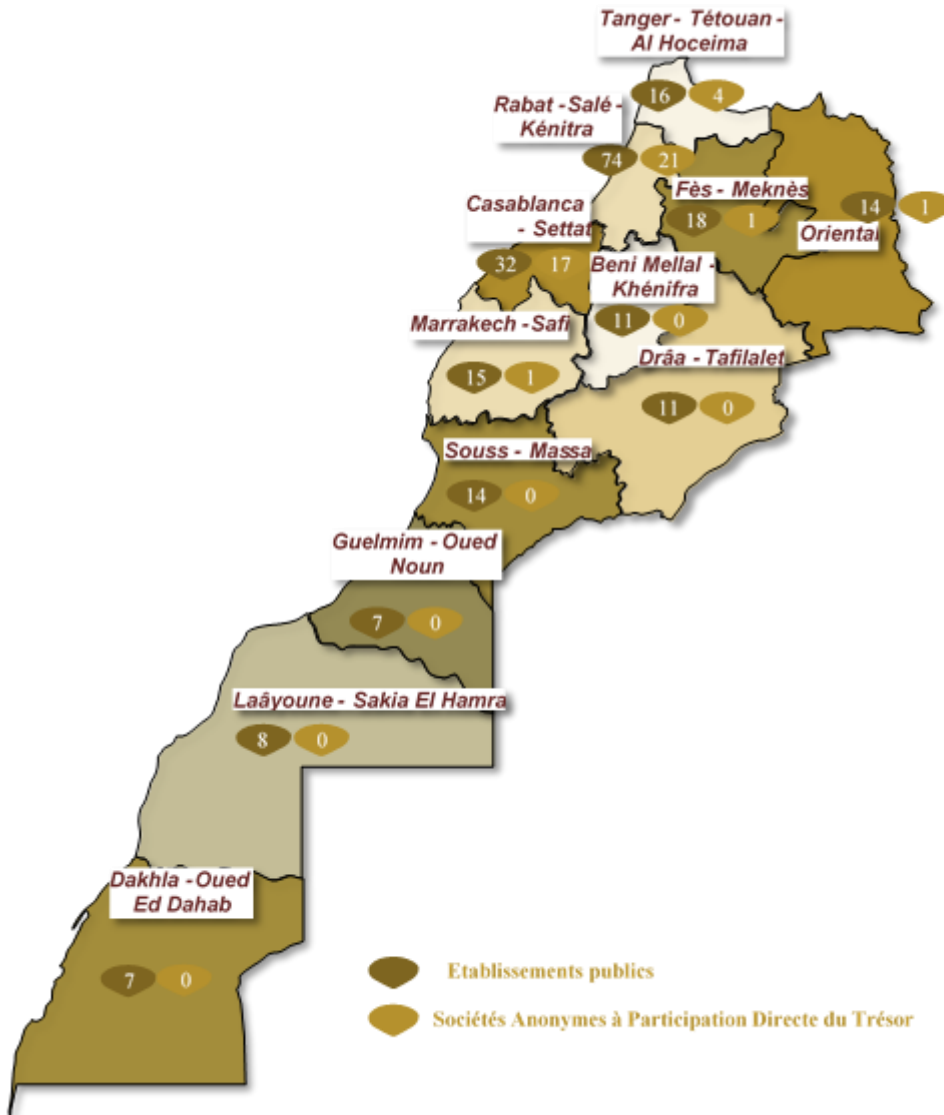 Tanger - Tétouan -
Al Hoceima
16 4
Rabat - Salé -
Kénitra
74 21
Fès - Meknès
18 1
14 1
Oriental
Casablanca
- Settat
32 17
Beni Mellal -
Khénifra
11 0
Marrakech - Safi
15 1
Drâa - Tafilalet
11 0
Souss - Massa
14 0
Guelmim - Oued
Noun
7 0
Laâyoune - Sakia El Hamra
8 0
Dakhla - Oued
Ed Dahab
7 0
Etablissements publics
Sociétés Anonymes à Participation Directe du Trésor